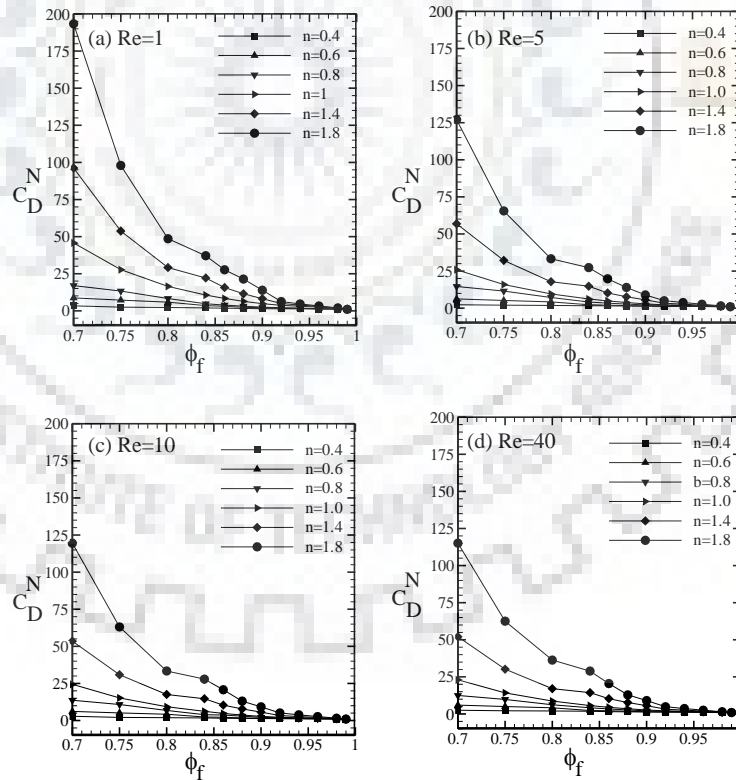 (a) Re=1
n=0.4
n=0.6
n=0.8
n=1
n=1.4
n=1.8
200
175
150
125
100
75
50
25
0
C_D^N
0.7 0.75 0.8 0.85 0.9 0.95 1
ϕ_f
(b) Re=5
n=0.4
n=0.6
n=0.8
n=1.0
n=1.4
n=1.8
200
175
150
125
100
75
50
25
0
C_D^N
0.7 0.75 0.8 0.85 0.9 0.95
ϕ_f
(c) Re=10
n=0.4
n=0.6
n=0.8
n=1.0
n=1.4
n=1.8
200
175
150
125
100
75
50
25
0
C_D^N
0.7 0.75 0.8 0.85 0.9 0.95 1
ϕ_f
(d) Re=40
n=0.4
n=0.6
b=0.8
n=1.0
n=1.4
n=1.8
200
175
150
125
100
75
50
25
0
C_D^N
0.7 0.75 0.8 0.85 0.9 0.95
ϕ_f